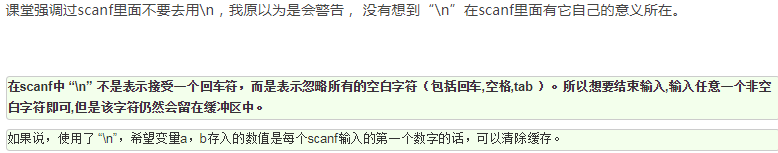 课堂强调过scanf里面不要去用\n，我原以为是会警告，没有想到“\n”在scanf里面有它自己的意义所在。
在scanf中 “\n” 不是表示接受一个回车符，而是表示忽略所有的空白字符（包括回车,空格,tab ）。所以想要结束输入,输入任意一个非空
白字符即可,但是该字符仍然会留在缓冲区中。
如果说，使用了 “\n”，希望变量a，b存入的数值是每个scanf输入的第一个数字的话，可以清除缓存。